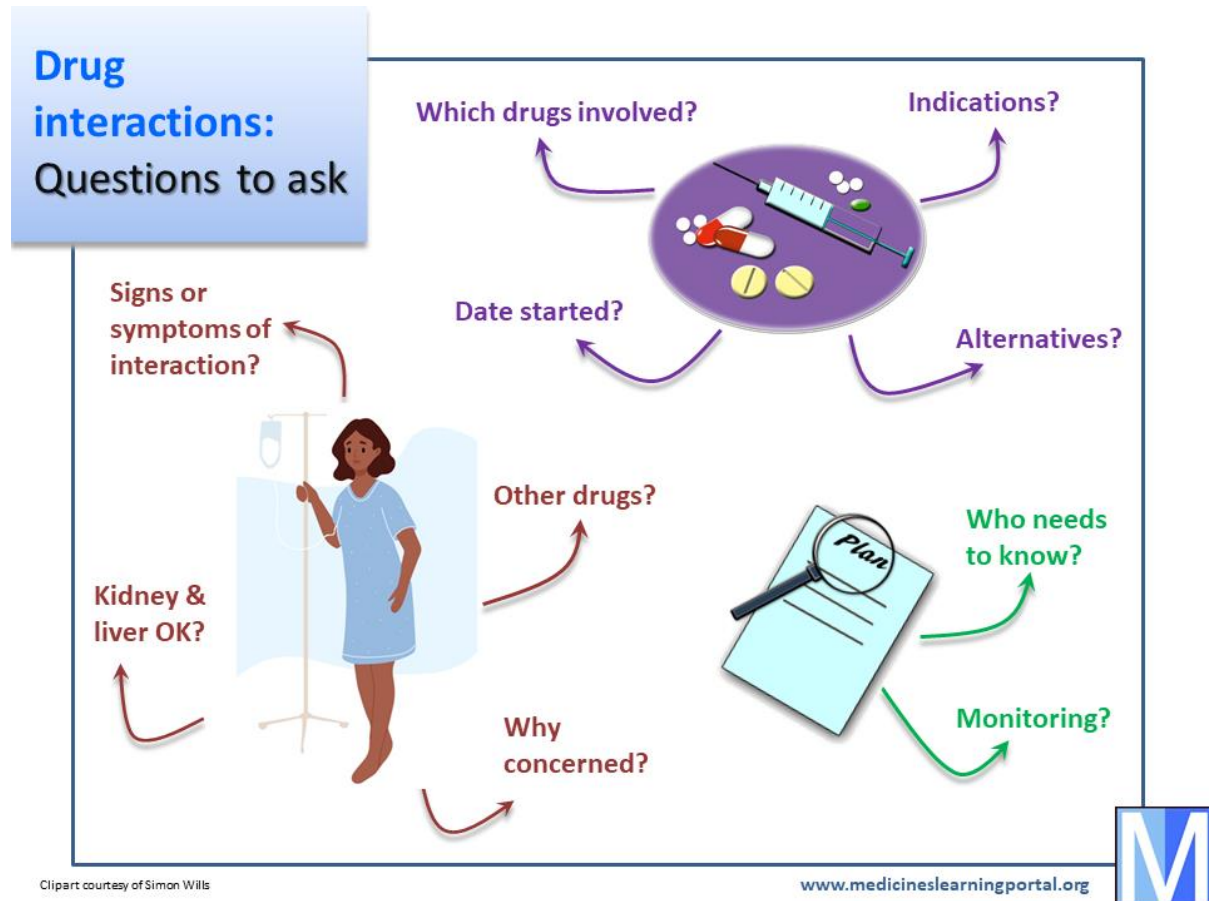 Drug
interactions:
Questions to ask
Which drugs involved?
Indications?
Date started?
Alternatives?
Signs or
symptoms of
interaction?
Other drugs?
Kidney &
liver OK?
Why
concerned?
Plan
Who needs
to know?
Monitoring?
Clipart courtesy of Simon Wills
www.medicineslearningportal.org
M